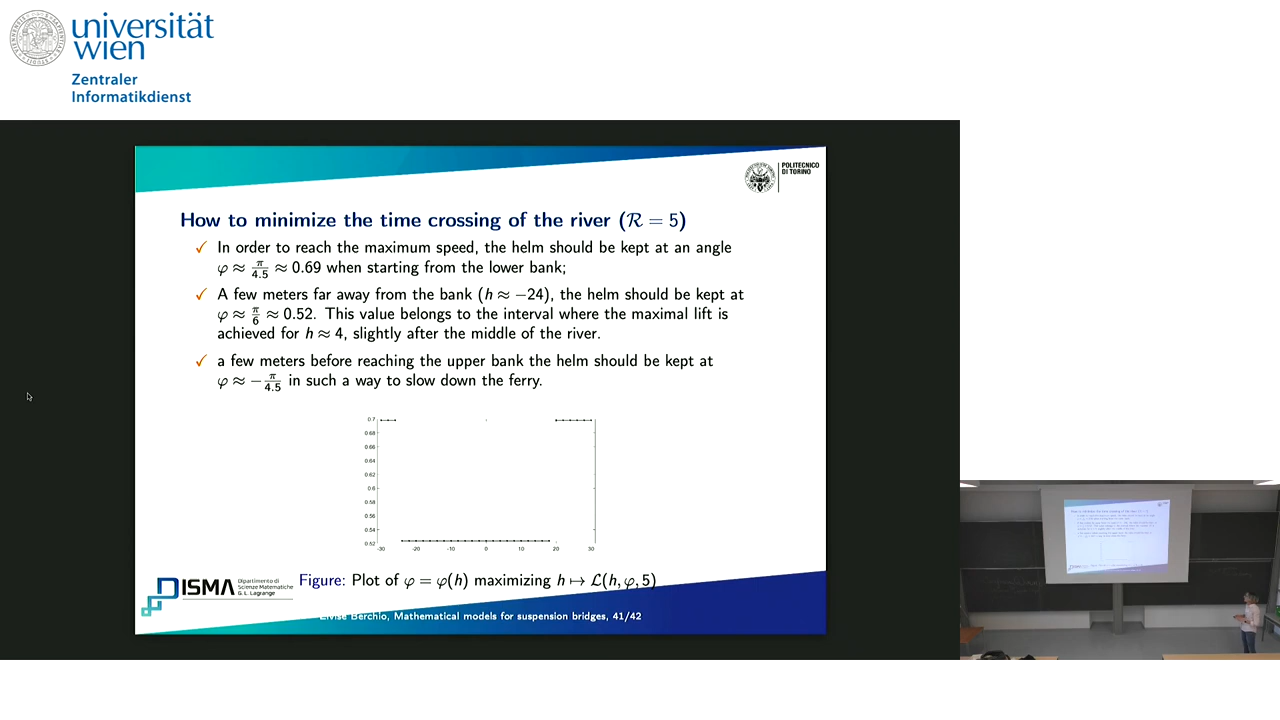 universität
wien
Zentraler
Informatikdienst
POLITECNICO
DI TORINO
How to minimize the time crossing of the river (ℛ = 5)
✓ In order to reach the maximum speed, the helm should be kept at an angle
φ ≈ π/4.5 ≈ 0.69 when starting from the lower bank;
✓ A few meters far away from the bank (h ≈ −24), the helm should be kept at
φ ≈ π/6 ≈ 0.52. This value belongs to the interval where the maximal lift is
achieved for h ≈ 4, slightly after the middle of the river.
✓ a few meters before reaching the upper bank the helm should be kept at
φ ≈ −π/4.5 in such a way to slow down the ferry.
0.7
0.68
0.66
0.64
0.62
0.6
0.58
0.56
0.54
0.52
-30 -20 -10 0 10 20 30
Figure: Plot of φ = φ(h) maximizing h ↦ ℒ(h, φ, 5)
DISMA
Dipartimento di
Scienze Matematiche
G. L. Lagrange
Elvise Berchio, Mathematical models for suspension bridges, 41/42